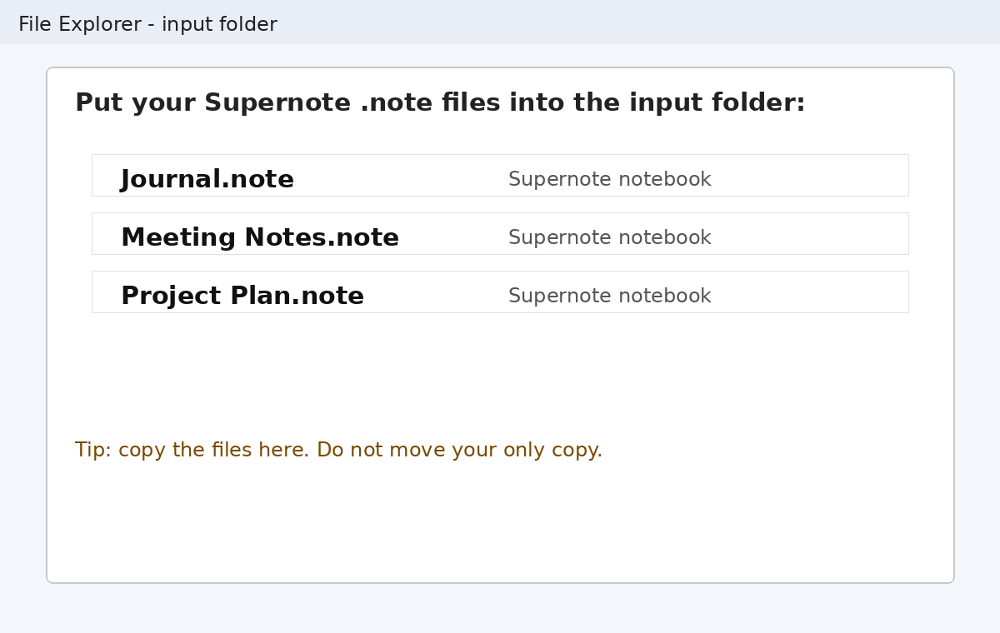 File Explorer - input folder
Put your Supernote .note files into the input folder:
Journal.note Supernote notebook
Meeting Notes.note Supernote notebook
Project Plan.note Supernote notebook
Tip: copy the files here. Do not move your only copy.